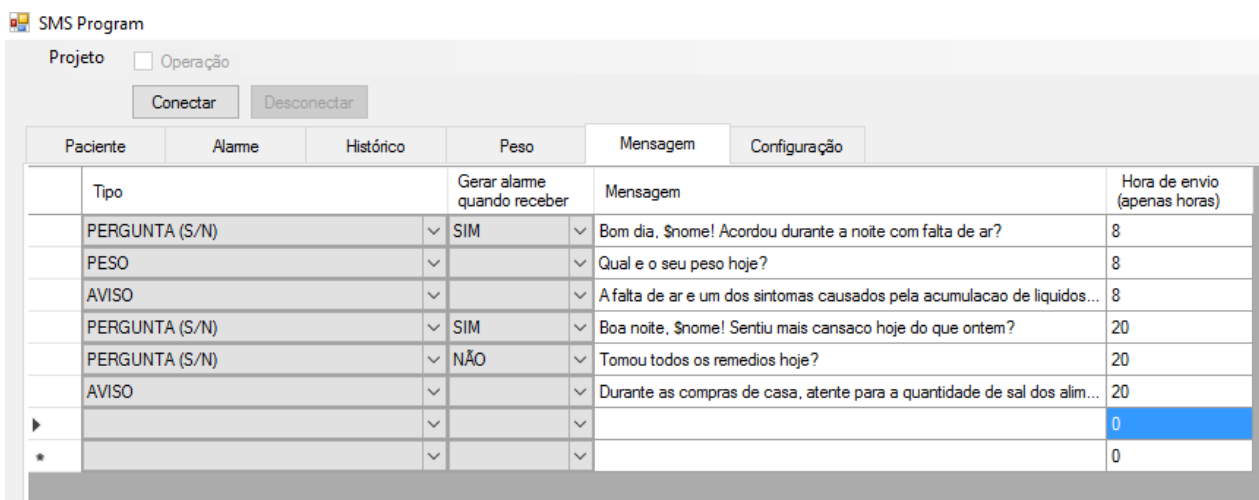 SMS Program
Projeto Operação
Conectar Desconectar
Paciente Alarme Histórico Peso Mensagem Configuração
Tipo Gerar alarme quando receber Mensagem Hora de envio (apenas horas)
PERGUNTA (S/N) SIM Bom dia, $nome! Acordou durante a noite com falta de ar? 8
PESO Qual e o seu peso hoje? 8
AVISO A falta de ar e um dos sintomas causados pela acumulacao de liquidos... 8
PERGUNTA (S/N) SIM Boa noite, $nome! Sentiu mais cansaco hoje do que ontem? 20
PERGUNTA (S/N) NÃO Tomou todos os remedios hoje? 20
AVISO Durante as compras de casa, atente para a quantidade de sal dos alim... 20
0
0